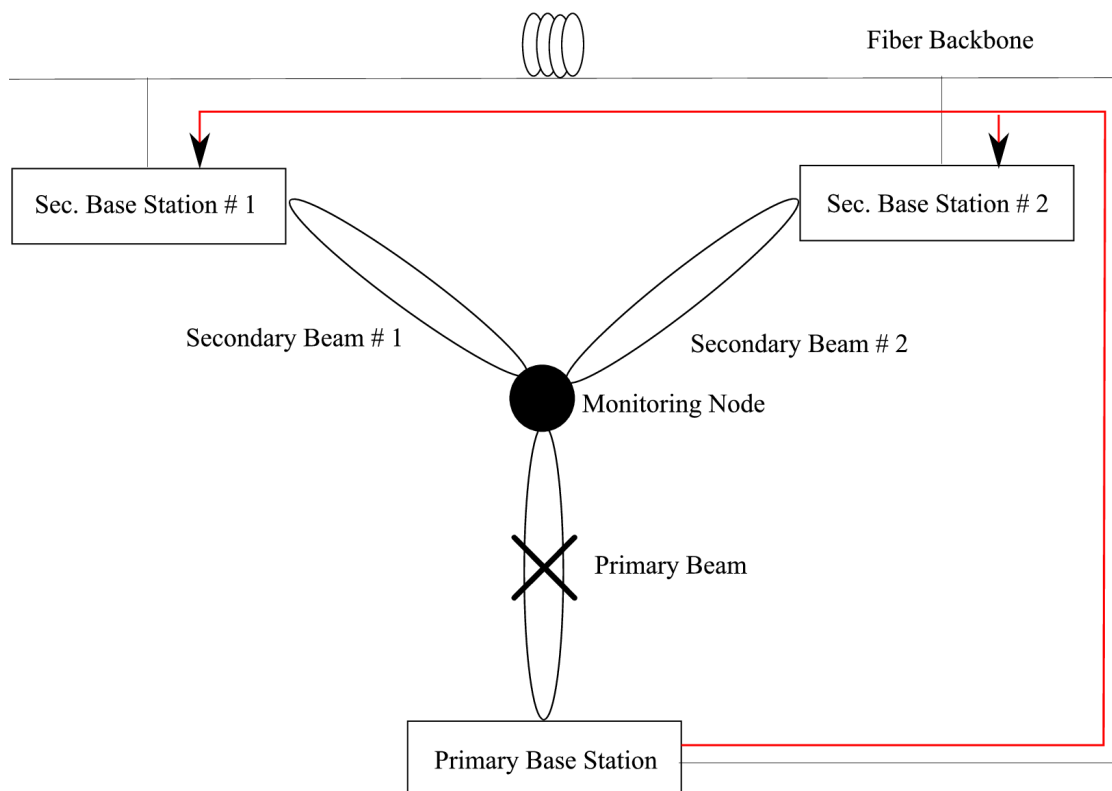 Fiber Backbone
Sec. Base Station # 1
Sec. Base Station # 2
Secondary Beam # 1
Secondary Beam # 2
Monitoring Node
Primary Beam
Primary Base Station